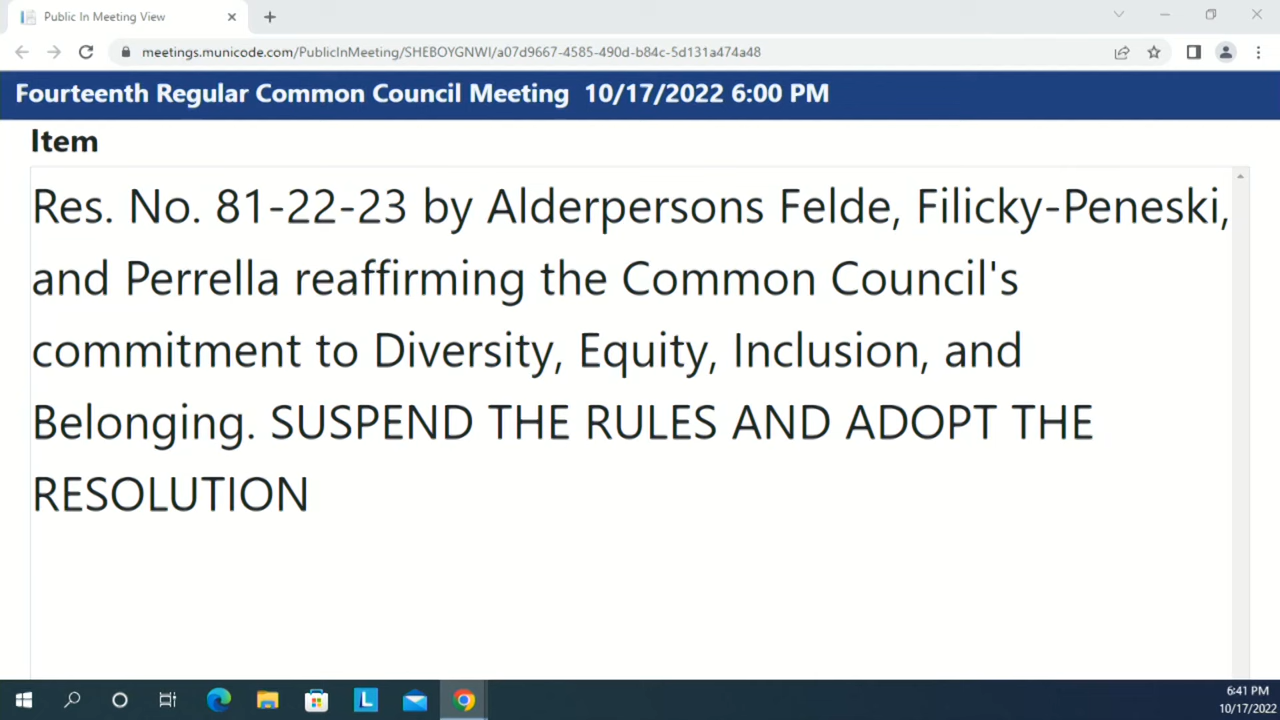 Public In Meeting View
meetings.municode.com/PublicInMeeting/SHEBOYGNWI/a07d9667-4585-490d-b84c-5d131a474a48
Fourteenth Regular Common Council Meeting 10/17/2022 6:00 PM
Item
Res. No. 81-22-23 by Alderpersons Felde, Filicky-Peneski,
and Perrella reaffirming the Common Council's
commitment to Diversity, Equity, Inclusion, and
Belonging. SUSPEND THE RULES AND ADOPT THE
RESOLUTION
L
6:41 PM
10/17/2022